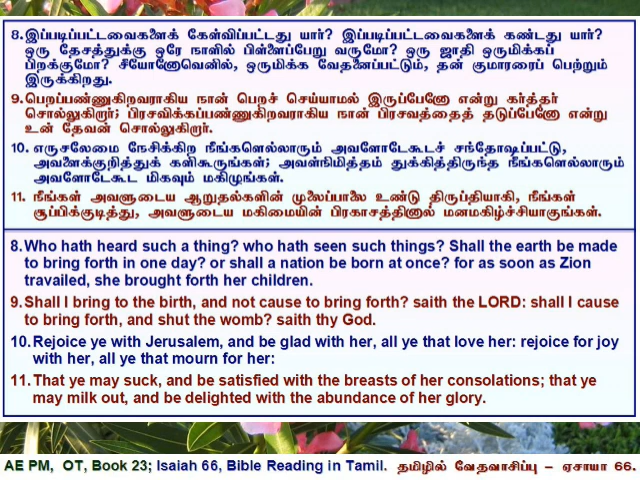 8.இப்படிப்பட்டவைகளைக் கேள்விப்பட்டது யார்? இப்படிப்பட்டவைகளைக் கண்டது யார்?
ஒரு தேசத்துக்கு ஒரே நாளில் பிள்ளைப்பேறு வருமோ? ஒரு ஜாதி ஒருமிக்கப்
பிறக்குமோ? சீயோனோவெனில், ஒருமிக்க வேதனைப்பட்டும், தன் குமாரரைப் பெற்றும்
இருக்கிறது.
9.பெறப்பண்ணுகிறவராகிய நான் பெறச் செய்யாமல் இருப்பேனோ என்று கர்த்தர்
சொல்லுகிறார்; பிரசவிக்கப்பண்ணுகிறவராகிய நான் பிரசவத்தைத் தடுப்பேனோ என்று
உன் தேவன் சொல்லுகிறார்.
10. எருசலேமை நேசிக்கிற நீங்களெல்லாரும் அவளோடேகூடச் சந்தோஷப்பட்டு,
அவளைக்குறித்துக் களிகூருங்கள்; அவள்நிமித்தம் துக்கித்திருந்த நீங்களெல்லாரும்
அவளோடேகூட மிகவும் மகிழுங்கள்.
11. நீங்கள் அவளுடைய ஆறுதல்களின் முலைப்பாலை உண்டு திருப்தியாகி, நீங்கள்
சூப்பிக்குடித்து, அவளுடைய மகிமையின் பிரகாசத்தினால் மனமகிழ்ச்சியாகுங்கள்.
8.Who hath heard such a thing? who hath seen such things? Shall the earth be made
to bring forth in one day? or shall a nation be born at once? for as soon as Zion
travailed, she brought forth her children.
9.Shall I bring to the birth, and not cause to bring forth? saith the LORD: shall I cause
to bring forth, and shut the womb? saith thy God.
10.Rejoice ye with Jerusalem, and be glad with her, all ye that love her: rejoice for joy
with her, all ye that mourn for her:
11.That ye may suck, and be satisfied with the breasts of her consolations; that ye
may milk out, and be delighted with the abundance of her glory.
AE PM, OT, Book 23; Isaiah 66, Bible Reading in Tamil. தமிழில் வேதவாசிப்பு – ஏசாயா 66.